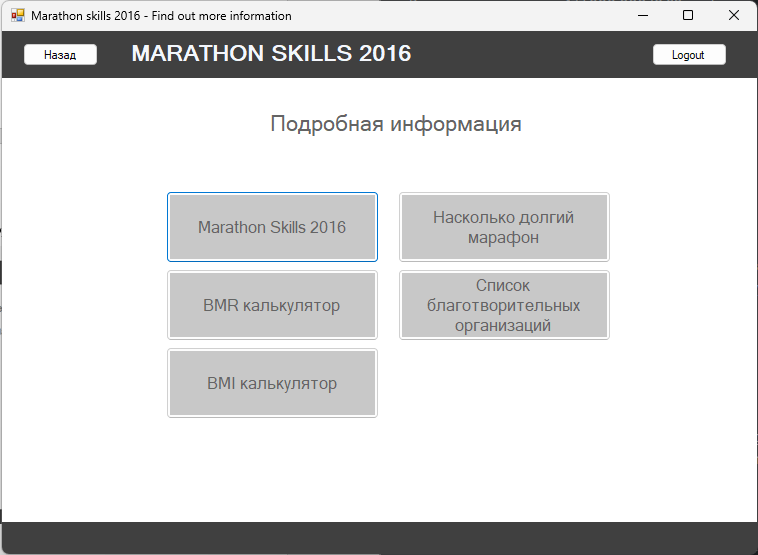 Marathon skills 2016 - Find out more information
Назад
MARATHON SKILLS 2016
Logout
Подробная информация
Marathon Skills 2016
Насколько долгий
марафон
BMR калькулятор
Список
благотворительных
организаций
BMI калькулятор